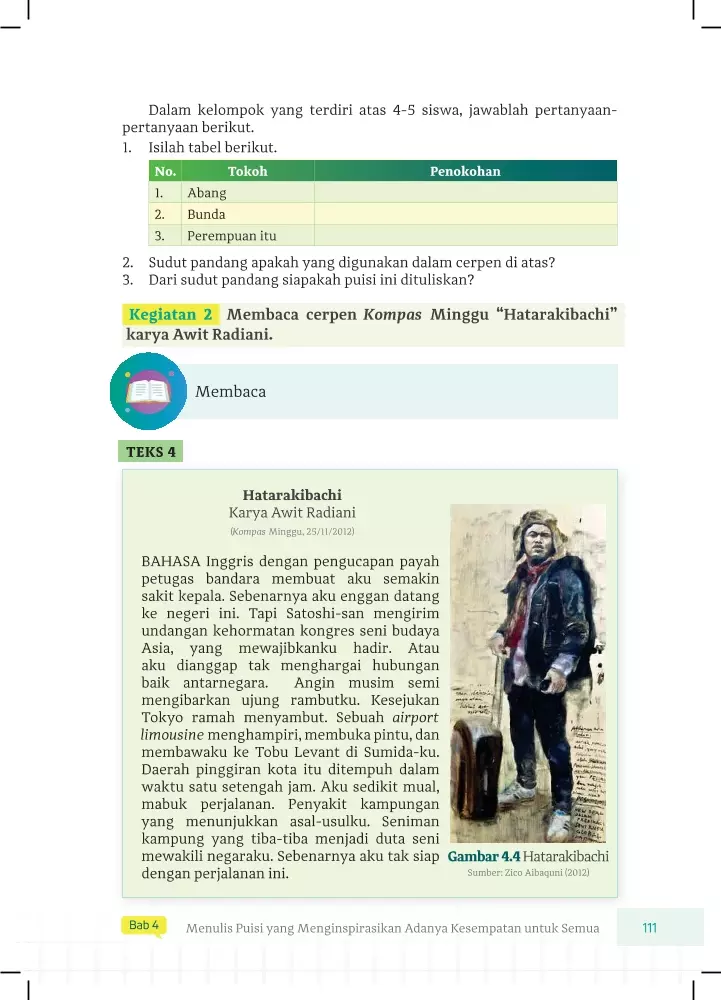 Dalam kelompok yang terdiri atas 4-5 siswa, jawablah pertanyaan-
pertanyaan berikut.
1. Isilah tabel berikut.
No. Tokoh Penokohan
1. Abang
2. Bunda
3. Perempuan itu
2. Sudut pandang apakah yang digunakan dalam cerpen di atas?
3. Dari sudut pandang siapakah puisi ini dituliskan?
Kegiatan 2 Membaca cerpen Kompas Minggu “Hatarakibachi”
karya Awit Radiani.
Membaca
TEKS 4
Hatarakibachi
Karya Awit Radiani
(Kompas Minggu, 25/11/2012)
BAHASA Inggris dengan pengucapan payah
petugas bandara membuat aku semakin
sakit kepala. Sebenarnya aku enggan datang
ke negeri ini. Tapi Satoshi-san mengirim
undangan kehormatan kongres seni budaya
Asia, yang mewajibkanku hadir. Atau
aku dianggap tak menghargai hubungan
baik antarnegara. Angin musim semi
mengibarkan ujung rambutku. Kesejukan
Tokyo ramah menyambut. Sebuah airport
limousine menghampiri, membuka pintu, dan
membawaku ke Tobu Levant di Sumida-ku.
Daerah pinggiran kota itu ditempuh dalam
waktu satu setengah jam. Aku sedikit mual,
mabuk perjalanan. Penyakit kampungan
yang menunjukkan asal-usulku. Seniman
kampung yang tiba-tiba menjadi duta seni
mewakili negaraku. Sebenarnya aku tak siap
dengan perjalanan ini.
Gambar 4.4 Hatarakibachi
Sumber: Zico Albaquni (2012)
Bab 4 Menulis Puisi yang Menginspirasikan Adanya Kesempatan untuk Semua 111